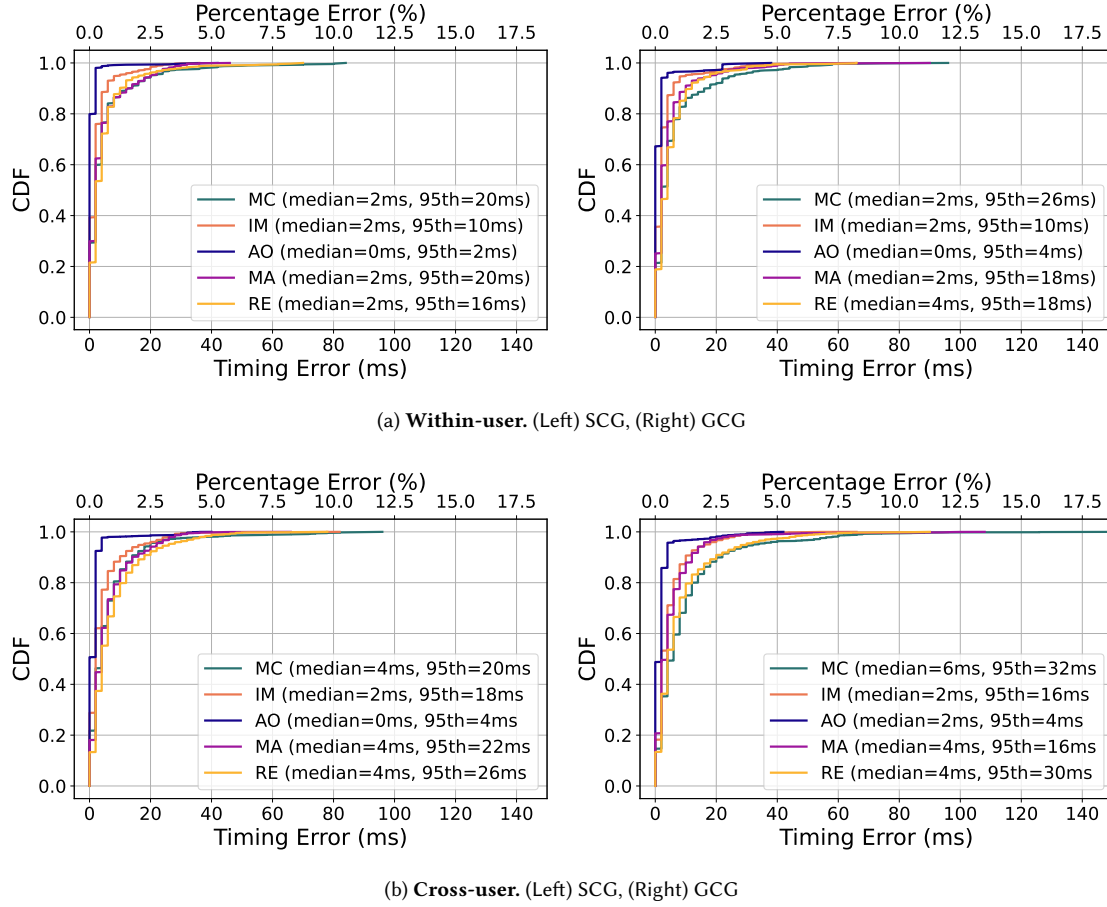 Percentage Error (%)
0.0 2.5 5.0 7.5 10.0 12.5 15.0 17.5
1.0
0.8
0.6
0.4
0.2
0.0
CDF
MC (median=2ms, 95th=20ms)
IM (median=2ms, 95th=10ms)
AO (median=0ms, 95th=2ms)
MA (median=2ms, 95th=20ms)
RE (median=2ms, 95th=16ms)
0 20 40 60 80 100 120 140
Timing Error (ms)
Percentage Error (%)
0.0 2.5 5.0 7.5 10.0 12.5 15.0 17.5
1.0
0.8
0.6
0.4
0.2
0.0
CDF
MC (median=2ms, 95th=26ms)
IM (median=2ms, 95th=10ms)
AO (median=0ms, 95th=4ms)
MA (median=2ms, 95th=18ms)
RE (median=4ms, 95th=18ms)
0 20 40 60 80 100 120 140
Timing Error (ms)
(a) Within-user. (Left) SCG, (Right) GCG
Percentage Error (%)
0.0 2.5 5.0 7.5 10.0 12.5 15.0 17.5
1.0
0.8
0.6
0.4
0.2
0.0
CDF
MC (median=4ms, 95th=20ms
IM (median=2ms, 95th=18ms
AO (median=0ms, 95th=4ms
MA (median=4ms, 95th=22ms
RE (median=4ms, 95th=26ms
0 20 40 60 80 100 120 140
Timing Error (ms)
Percentage Error (%)
0.0 2.5 5.0 7.5 10.0 12.5 15.0 17.5
1.0
0.8
0.6
0.4
0.2
0.0
CDF
MC (median=6ms, 95th=32ms
IM (median=2ms, 95th=16ms
AO (median=2ms, 95th=4ms
MA (median=4ms, 95th=16ms
RE (median=4ms, 95th=30ms
0 20 40 60 80 100 120 140
Timing Error (ms)
(b) Cross-user. (Left) SCG, (Right) GCG